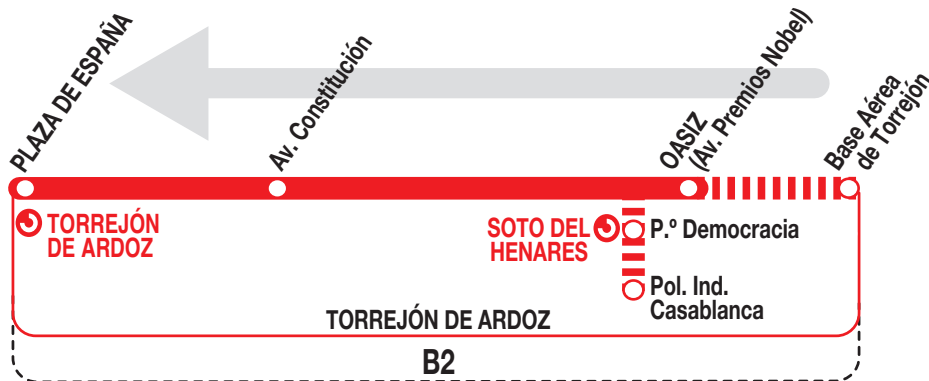 PLAZA DE ESPAÑA
Av. Constitución
OASIZ
(Av. Premios Nobel)
Base Aérea
de Torrejón
TORREJÓN
DE ARDOZ
SOTO DEL
HENARES
P.º Democracia
Pol. Ind.
Casablanca
TORREJÓN DE ARDOZ
B2